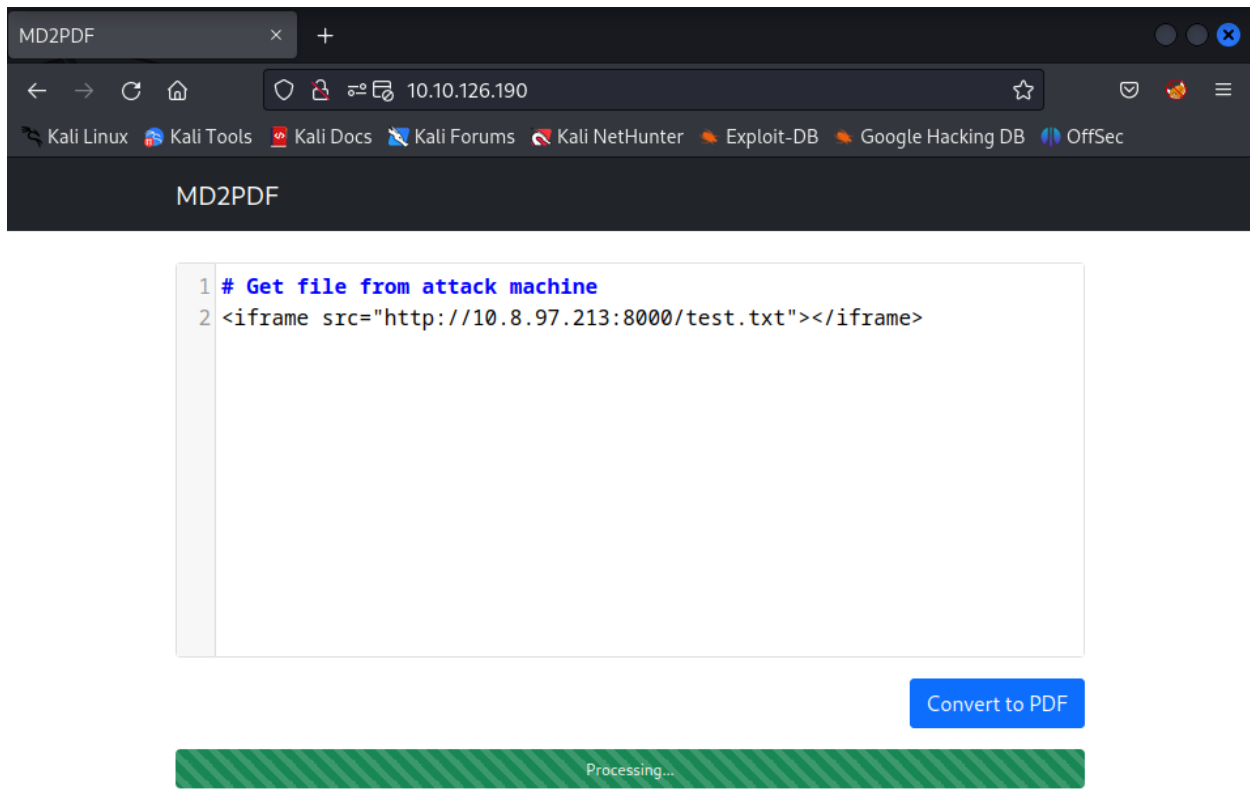 MD2PDF
10.10.126.190
Kali Linux Kali Tools Kali Docs Kali Forums Kali NetHunter Exploit-DB Google Hacking DB OffSec
MD2PDF
1 # Get file from attack machine
2 <iframe src="http://10.8.97.213:8000/test.txt"></iframe>
Convert to PDF
Processing...